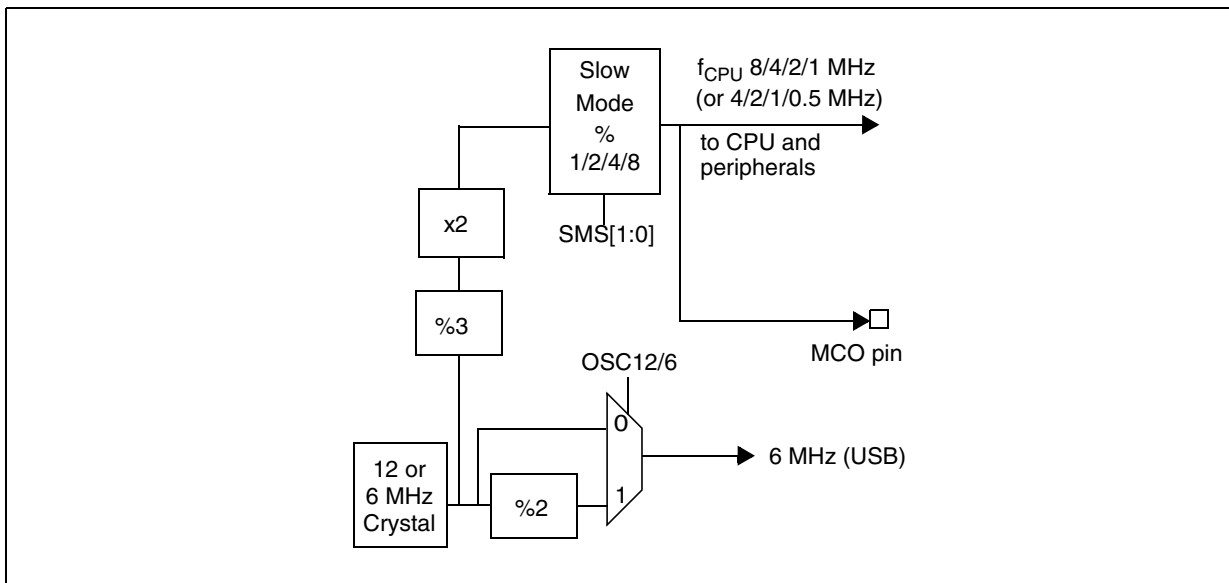 Slow
Mode
%
1/2/4/8
fCPU 8/4/2/1 MHz
(or 4/2/1/0.5 MHz)
to CPU and
peripherals
SMS[1:0]
x2
%3
MCO pin
OSC12/6
0
1
6 MHz (USB)
12 or
6 MHz
Crystal
%2